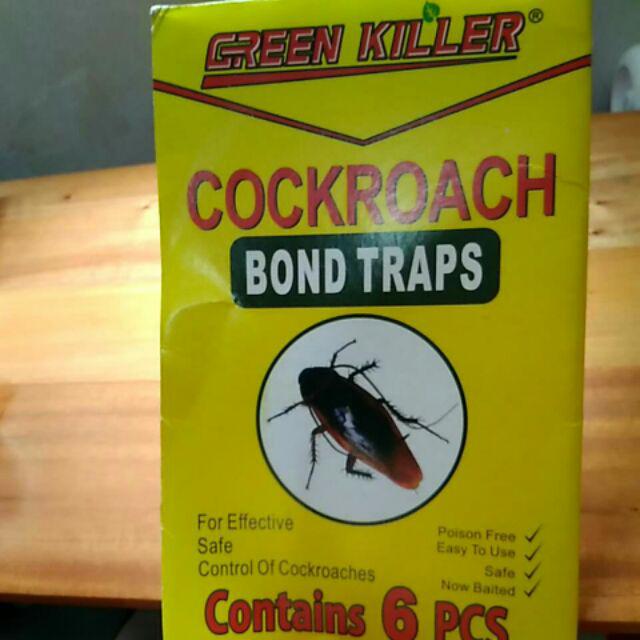 GREEN KILLER®
COCKROACH
BOND TRAPS
For Effective
Safe
Control Of Cockroaches
Poison Free ✓
Easy To Use ✓
Safe ✓
Now Baited ✓
Contains 6 PCS